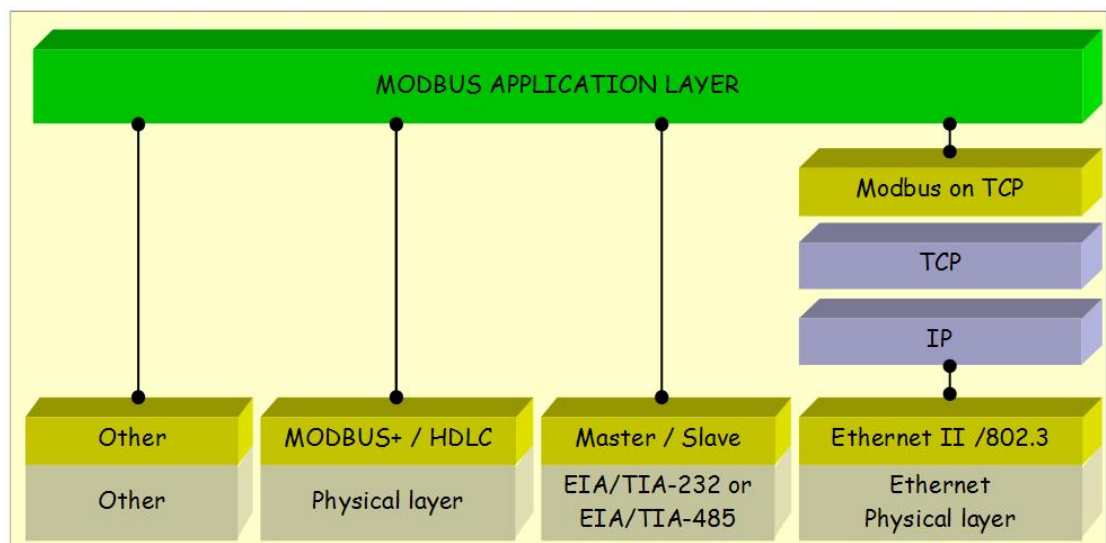 MODBUS APPLICATION LAYER
Modbus on TCP
TCP
IP
Other
MODBUS+ / HDLC
Master / Slave
Ethernet II /802.3
Other
Physical layer
EIA/TIA-232 or
EIA/TIA-485
Ethernet
Physical layer